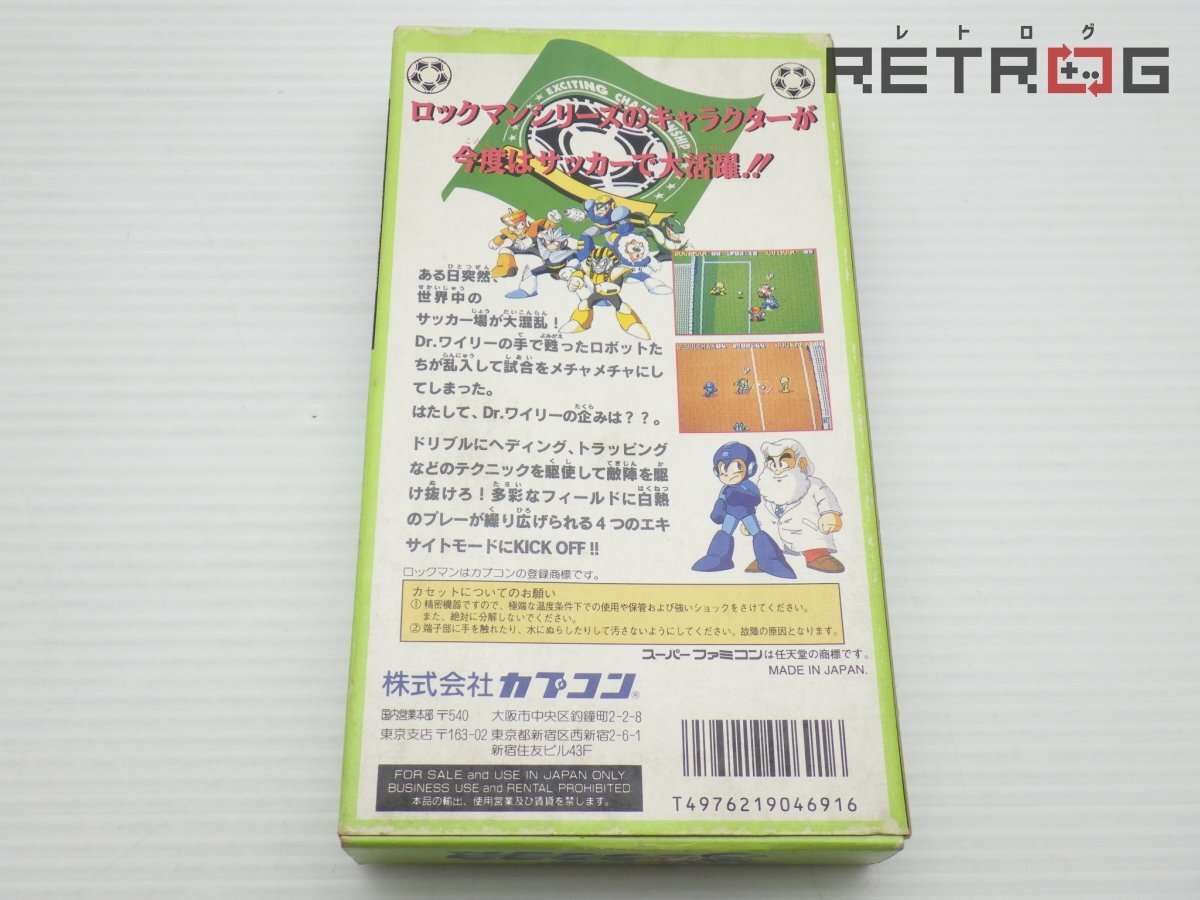 レトログ
RETROG
EXCITING CHAMPIONSHIP
ロックマンシリーズのキャラクターが
今度はサッカーで大活躍!!
ある日突然、
世界中の
サッカー場が大混乱!
Dr.ワイリーの手で甦ったロボットた
ちが乱入して試合をメチャメチャにし
てしまった。
はたして、Dr.ワイリーの企みは??。
ドリブルにヘディング、トラッピング
などのテクニックを駆使して敵陣を駆
け抜けろ!多彩なフィールドに白熱
のプレーが繰り広げられる4つのエキ
サイトモードにKICK OFF!!
ロックマンはカプコンの登録商標です。
カセットについてのお願い
① 精密機器ですので、極端な温度条件下での使用や保管および強いショックをさけてください。
また、絶対に分解しないでください。
② 端子部に手を触れたり、水にぬらしたりして汚さないようにしてください。故障の原因となります。
スーパーファミコンは任天堂の商標です。
MADE IN JAPAN.
株式会社カプコン®
国内営業本部 〒540 大阪市中央区釣鐘町2-2-8
東京支店 〒163-02 東京都新宿区西新宿2-6-1
新宿住友ビル43F
FOR SALE and USE IN JAPAN ONLY.
BUSINESS USE and RENTAL PROHIBITED.
本品の輸出、使用営業及び賃貸を禁じます。
T4976219046916